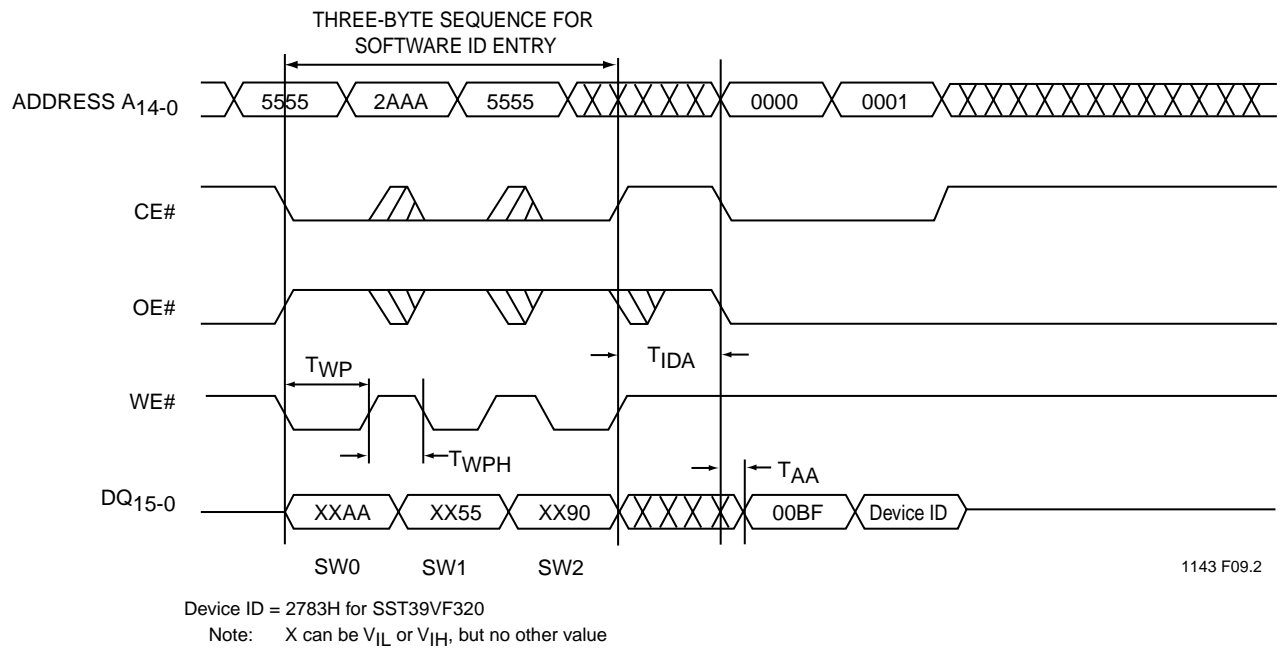 THREE-BYTE SEQUENCE FOR
SOFTWARE ID ENTRY
ADDRESS A14-0
5555 2AAA 5555 0000 0001
CE#
OE#
TIDA
TWP
WE#
TWPH
TAA
DQ15-0
XXAA XX55 XX90 00BF Device ID
SW0 SW1 SW2
1143 F09.2
Device ID = 2783H for SST39VF320
Note: X can be VIL or VIH, but no other value